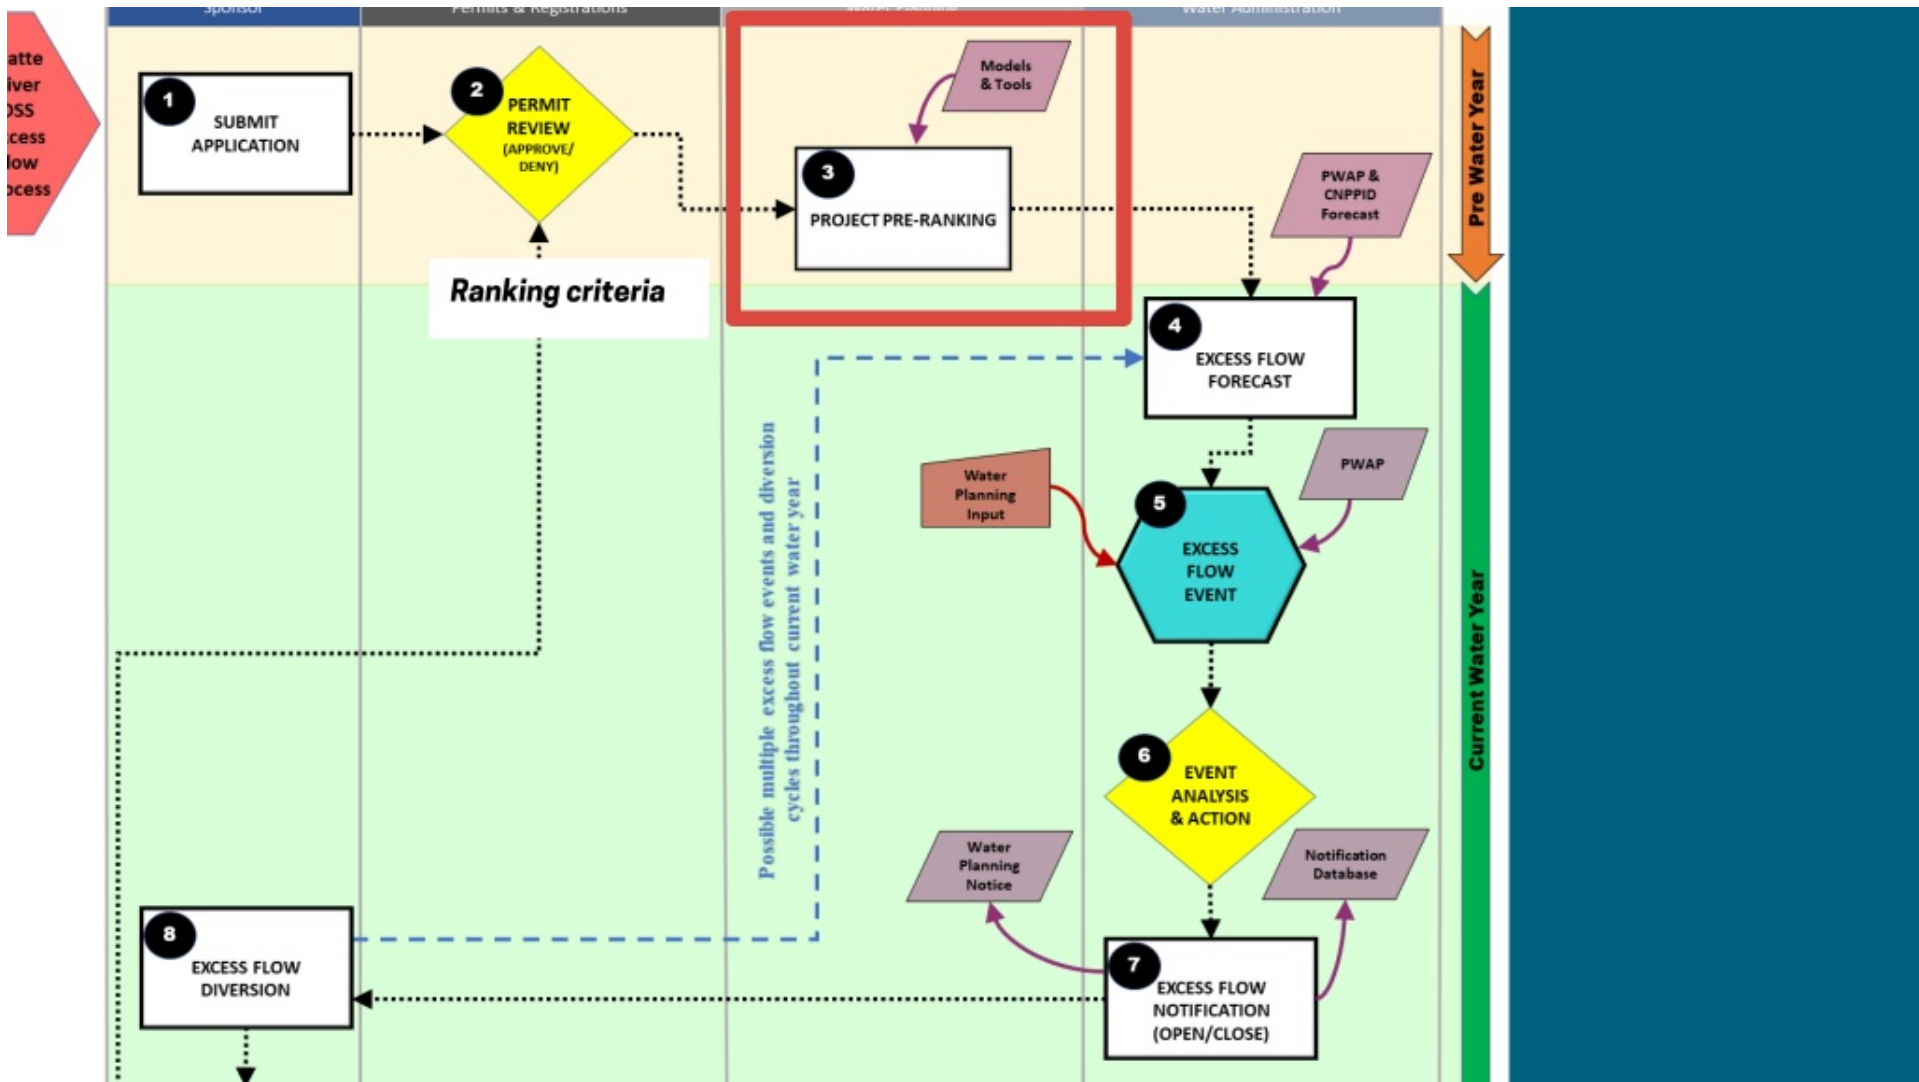 Sponsor
Permits & Registrations
Water Planning
Water Administration
atte
iver
OSS
cess
low
ocess
1
SUBMIT
APPLICATION
2
PERMIT
REVIEW
(APPROVE/
DENY)
Models
& Tools
3
PROJECT PRE-RANKING
PWAP &
CNPPID
Forecast
Pre Water Year
Ranking criteria
4
EXCESS FLOW
FORECAST
Possible multiple excess flow events and diversion
cycles throughout current water year
Water
Planning
Input
PWAP
5
EXCESS
FLOW
EVENT
Current Water Year
6
EVENT
ANALYSIS
& ACTION
Water
Planning
Notice
Notification
Database
8
EXCESS FLOW
DIVERSION
7
EXCESS FLOW
NOTIFICATION
(OPEN/CLOSE)